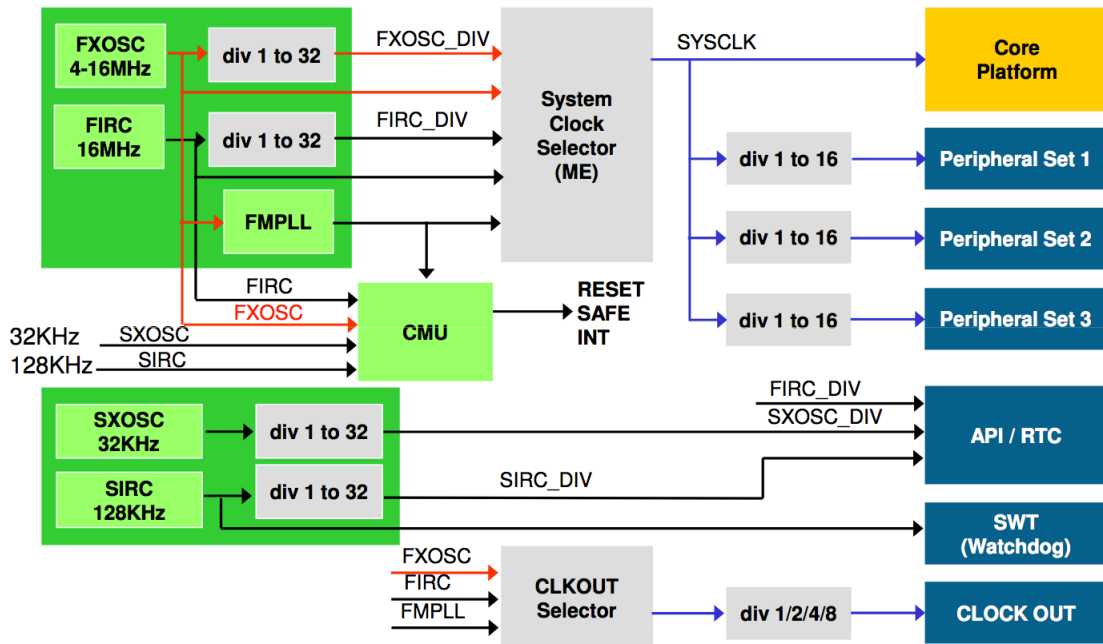 FXOSC
4-16MHz
div 1 to 32
FXOSC_DIV
FIRC
16MHz
div 1 to 32
FIRC_DIV
FMPLL
System
Clock
Selector
(ME)
SYSCLK
Core
Platform
div 1 to 16
Peripheral Set 1
div 1 to 16
Peripheral Set 2
div 1 to 16
Peripheral Set 3
FIRC
FXOSC
32KHz
SXOSC
128KHz
SIRC
CMU
RESET
SAFE
INT
SXOSC
32KHz
div 1 to 32
SIRC
128KHz
div 1 to 32
SIRC_DIV
FIRC_DIV
SXOSC_DIV
API / RTC
SWT
(Watchdog)
FXOSC
FIRC
FMPLL
CLKOUT
Selector
div 1/2/4/8
CLOCK OUT